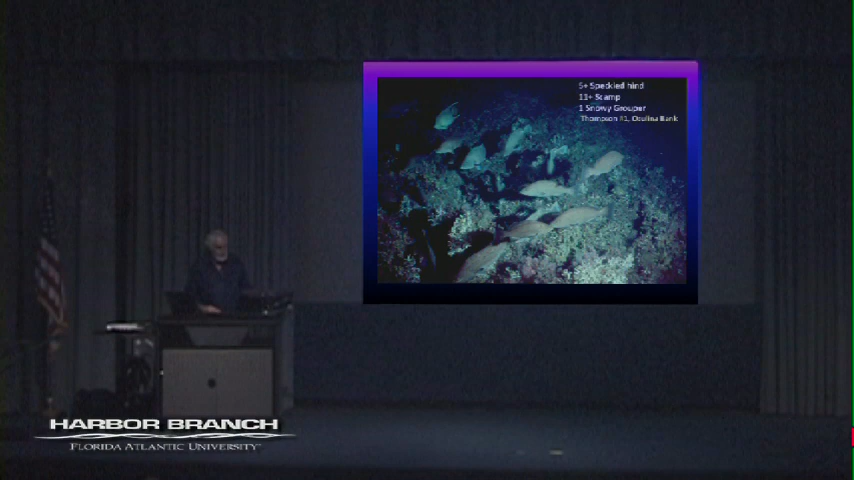 5+ Speckled hind
11+ Scamp
1 Snowy Grouper
Thompson #1, Oculina Bank
HARBOR BRANCH
FLORIDA ATLANTIC UNIVERSITY